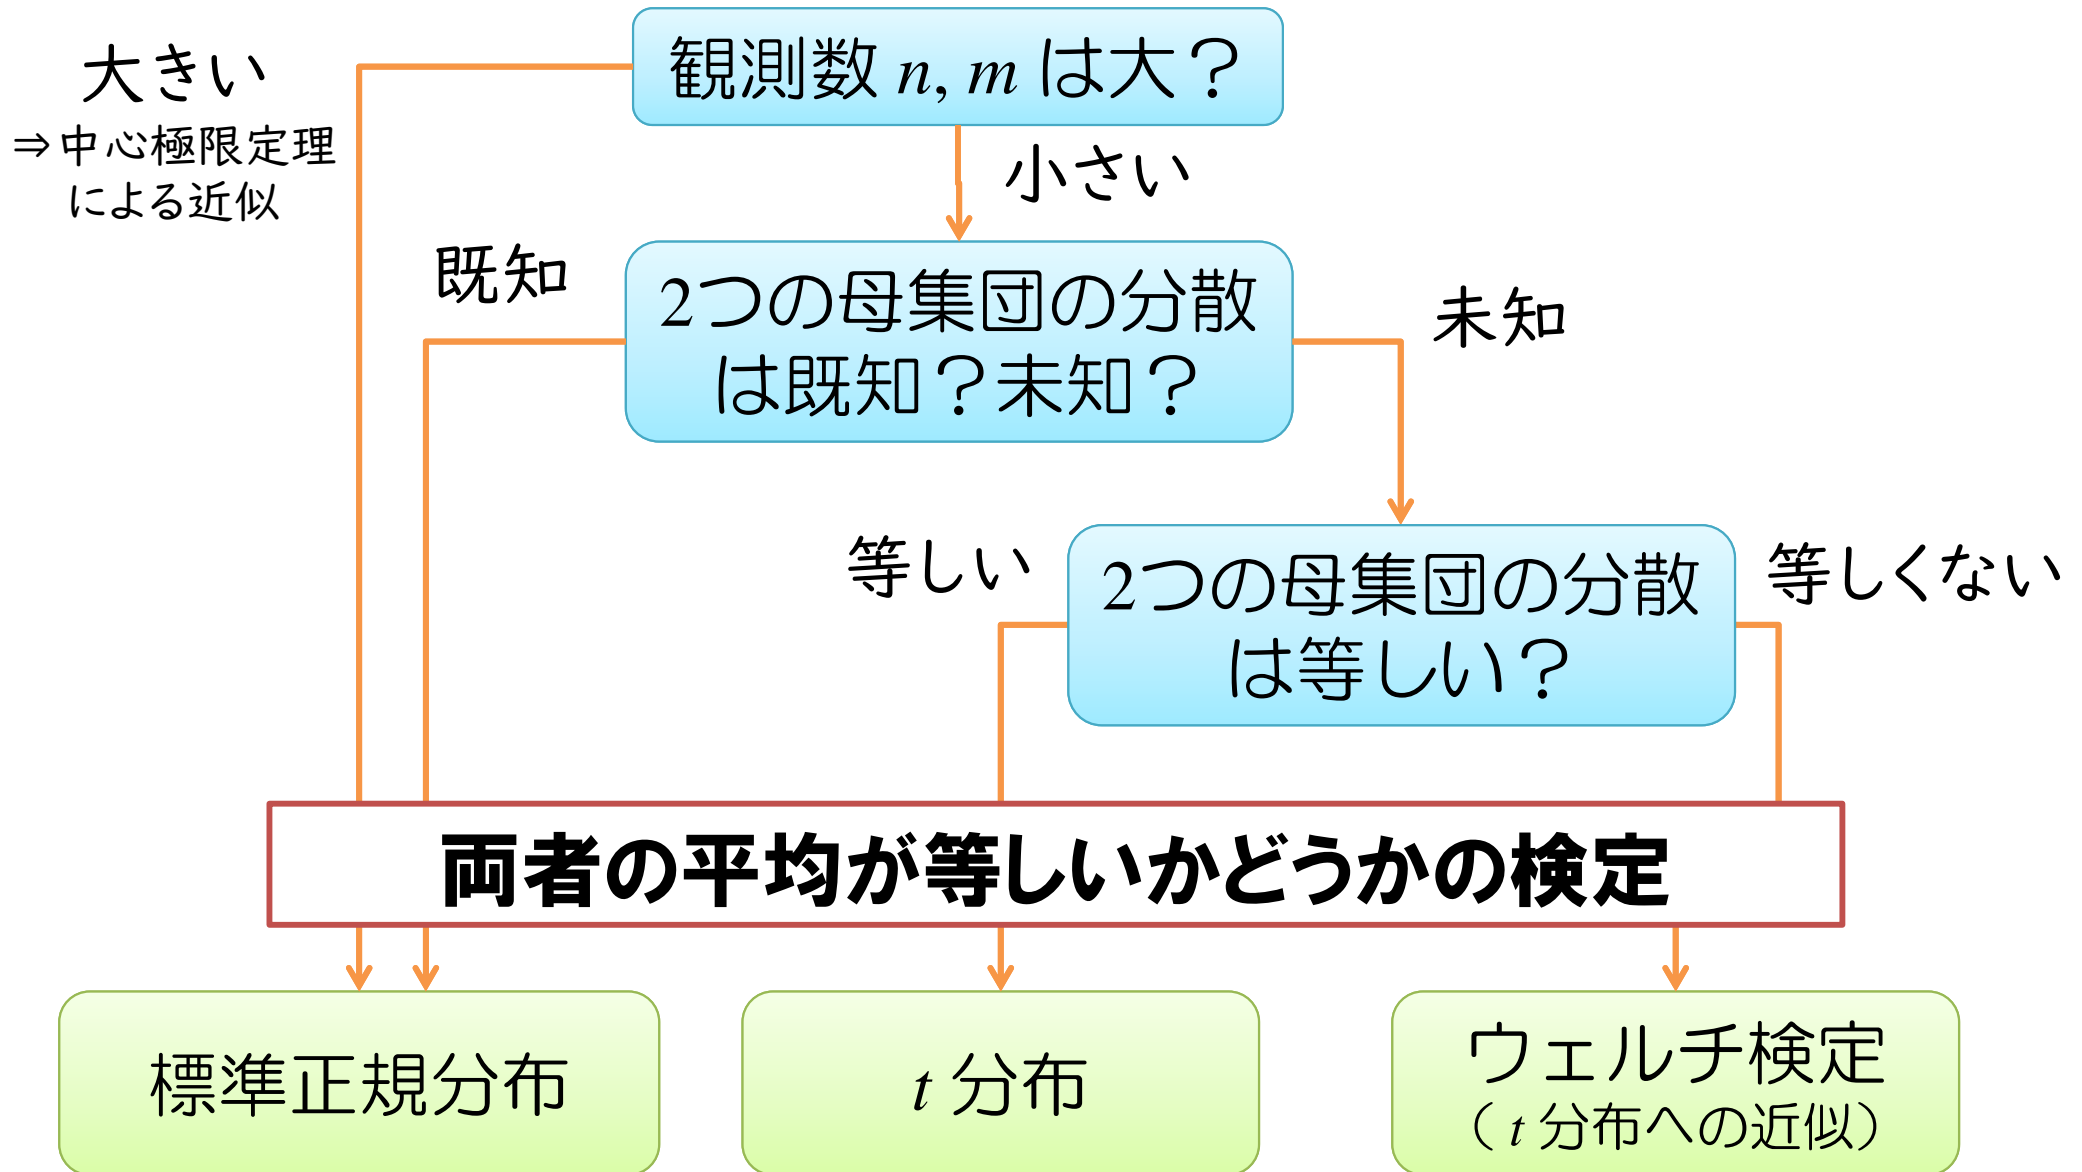 観測数 n, m は大？
大きい
⇒中心極限定理
による近似
小さい
既知
2つの母集団の分散
は既知？未知？
未知
等しい
2つの母集団の分散
は等しい？
等しくない
両者の平均が等しいかどうかの検定
標準正規分布
t 分布
ウェルチ検定
（ t 分布への近似）